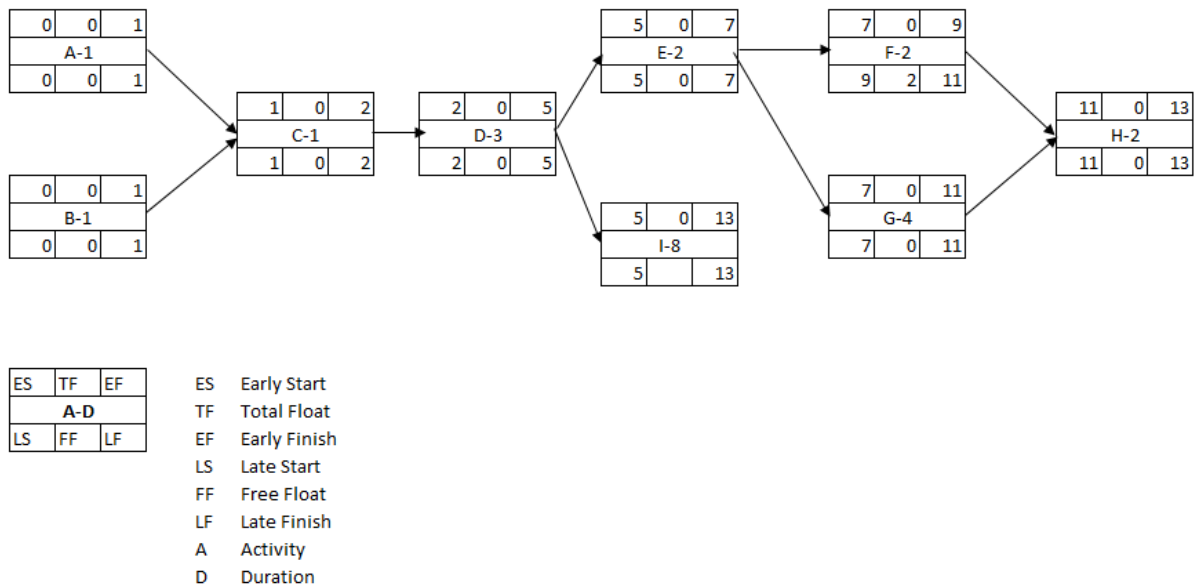 0 0 1
A-1
0 0 1
0 0 1
B-1
0 0 1
1 0 2
C-1
1 0 2
2 0 5
D-3
2 0 5
5 0 7
E-2
5 0 7
5 0 13
I-8
5 13
7 0 9
F-2
9 2 11
7 0 11
G-4
7 0 11
11 0 13
H-2
11 0 13
ES TF EF
A-D
LS FF LF
ES Early Start
TF Total Float
EF Early Finish
LS Late Start
FF Free Float
LF Late Finish
A Activity
D Duration